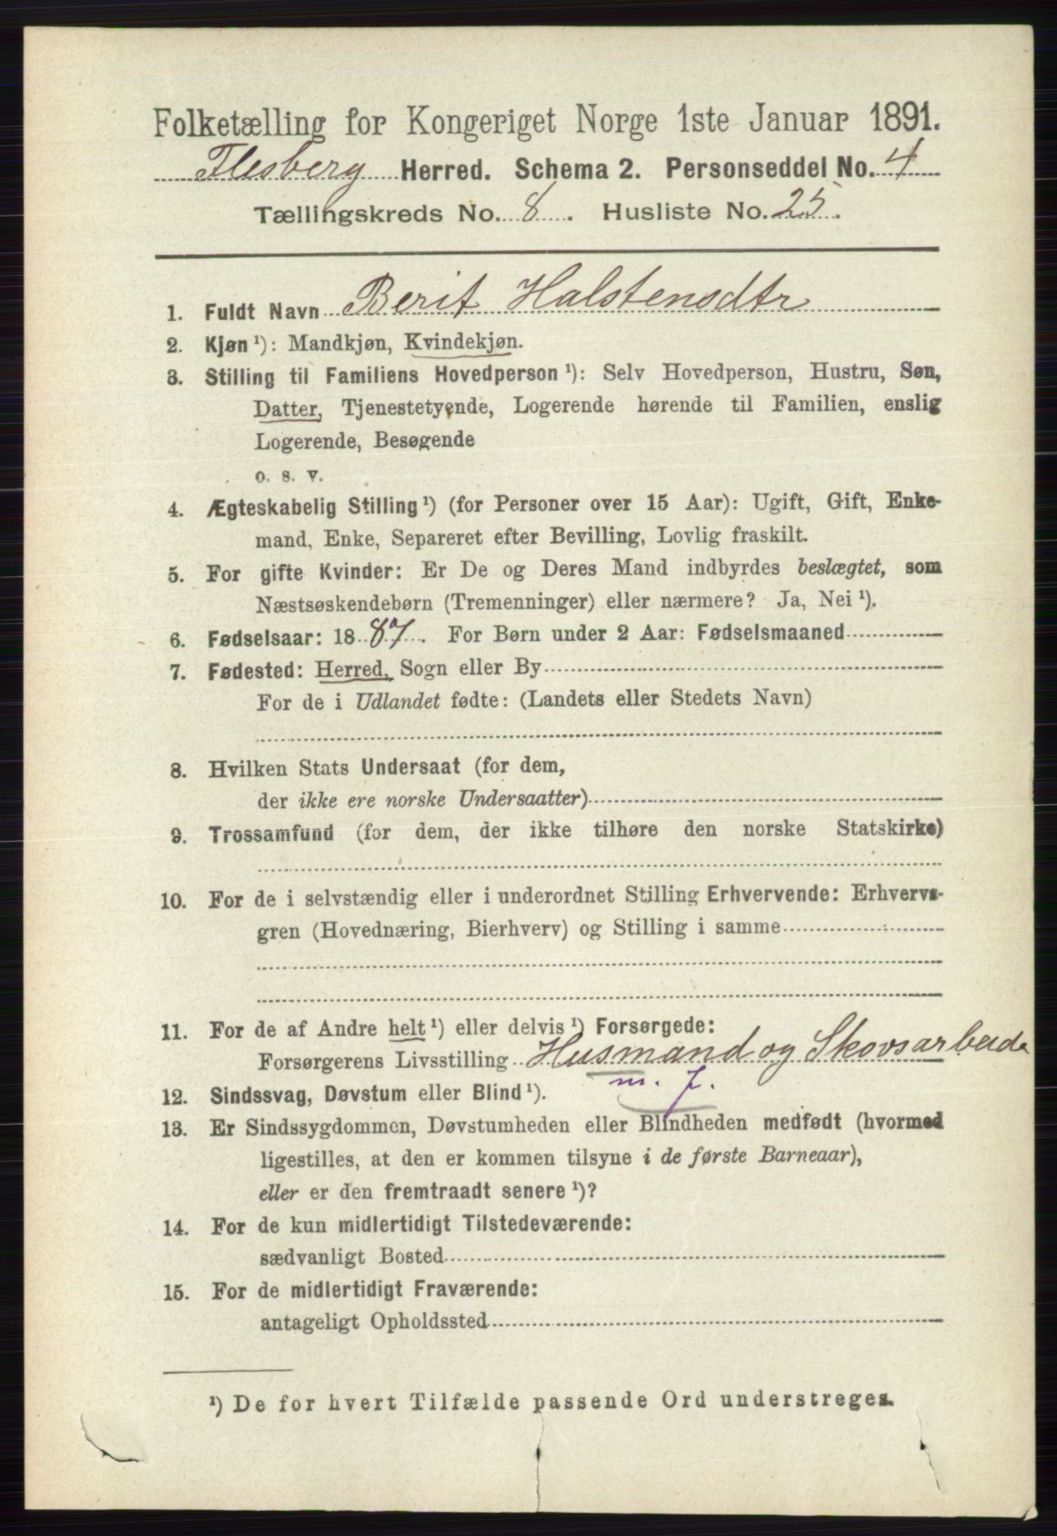 Folketælling for Kongeriget Norge 1ste Januar 1891.
Flesberg Herred. Schema 2. Personseddel No. 4
Tællingskreds No. 8. Husliste No. 25.
1. Fuldt Navn Berit Halstensdtr
2. Kjøn ¹): Mandkjøn, Kvindekjøn.
3. Stilling til Familiens Hovedperson ¹): Selv Hovedperson, Hustru, Søn,
Datter, Tjenestetyende, Logerende hørende til Familien, enslig
Logerende, Besøgende
o. s. v.
4. Ægteskabelig Stilling ¹) (for Personer over 15 Aar): Ugift, Gift, Enke-
mand, Enke, Separeret efter Bevilling, Lovlig fraskilt.
5. For gifte Kvinder: Er De og Deres Mand indbyrdes beslægtet, som
Næstsøskendebørn (Tremenninger) eller nærmere? Ja, Nei ¹).
6. Fødselsaar: 1887. For Børn under 2 Aar: Fødselsmaaned
7. Fødested: Herred, Sogn eller By
For de i Udlandet fødte: (Landets eller Stedets Navn)
8. Hvilken Stats Undersaat (for dem,
der ikke ere norske Undersaatter)
9. Trossamfund (for dem, der ikke tilhøre den norske Statskirke)
10. For de i selvstændig eller i underordnet Stilling Erhvervende: Erhvervs-
gren (Hovednæring, Bierhverv) og Stilling i samme
11. For de af Andre helt ¹) eller delvis ¹) Forsørgede:
Forsørgerens Livsstilling Husmand og Skovsarbeide
m. J.
12. Sindssvag, Døvstum eller Blind ¹).
13. Er Sindssygdommen, Døvstumheden eller Blindheden medfødt (hvormed
ligestilles, at den er kommen tilsyne i de første Barneaar),
eller er den fremtraadt senere ¹)?
14. For de kun midlertidigt Tilstedeværende:
sædvanligt Bosted
15. For de midlertidigt Fraværende:
antageligt Opholdssted
¹) De for hvert Tilfælde passende Ord understreges.